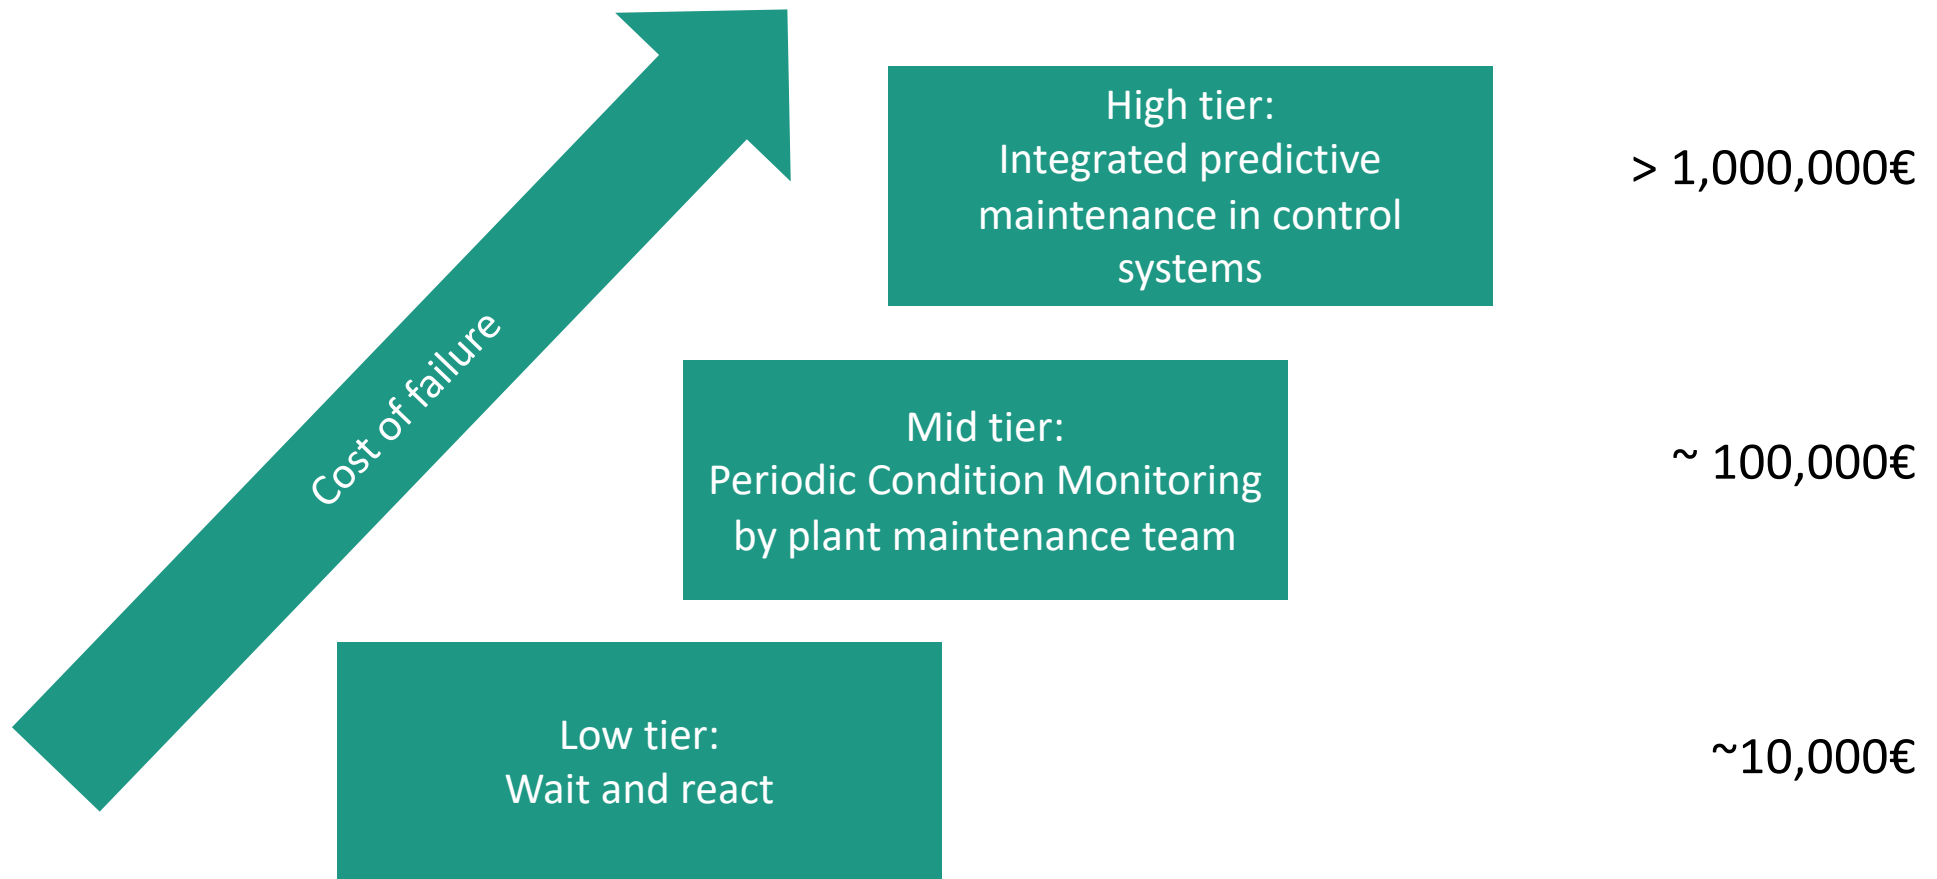 High tier:
Integrated predictive
maintenance in control
systems
> 1,000,000€
Cost of failure
Mid tier:
Periodic Condition Monitoring
by plant maintenance team
~ 100,000€
Low tier:
Wait and react
~10,000€